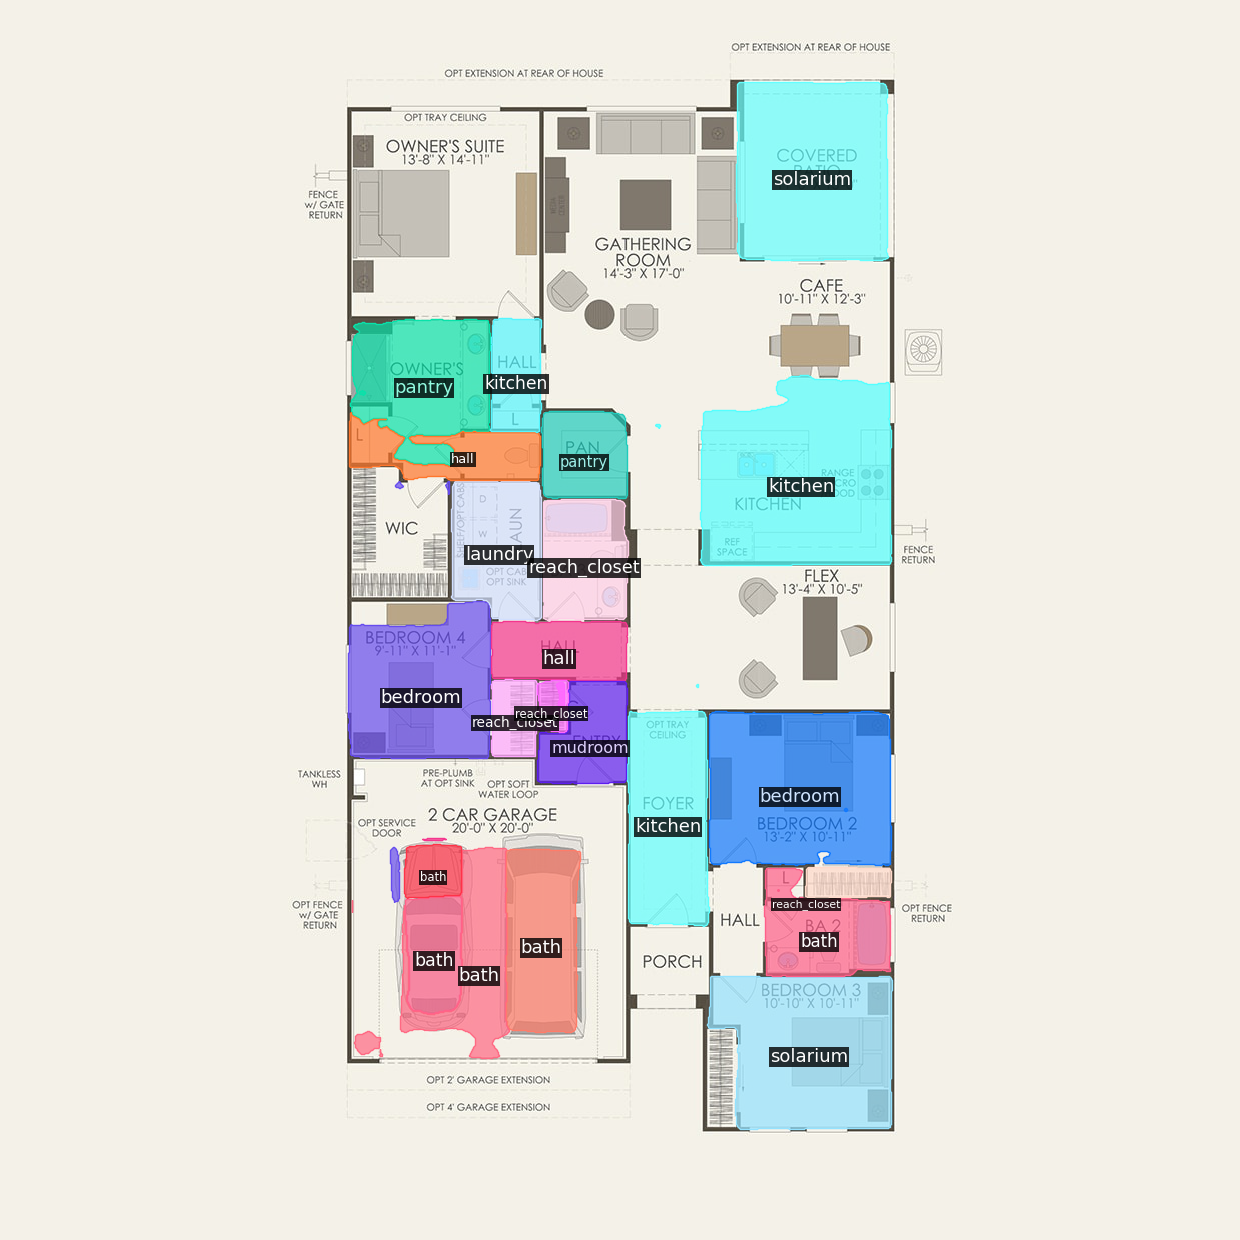 OPT EXTENSION AT REAR OF HOUSE
OPT EXTENSION AT REAR OF HOUSE
OPT TRAY CEILING
OWNER'S SUITE
13'-8" X 14'-11"
FENCE
w/ GATE
RETURN
MEDIA
CENTER
GATHERING
ROOM
14'-3" X 17'-0"
COVERED
solarium
CAFE
10'-11" X 12'-3"
OWNER'S
pantry
HALL
kitchen
L
L
hall
PAN
pantry
RANGE
kitchen
KITCHEN
REF
SPACE
FENCE
RETURN
WIC
SHELF/OPT CABS
D
W
LAUN
laundry
OPT CAB
OPT SINK
reach_closet
FLEX
13'-4" X 10'-5"
BEDROOM 4
9'-11" X 11'-1"
bedroom
HALL
hall
reach_closet
reach_closet
ENTRY
mudroom
OPT TRAY
CEILING
FOYER
kitchen
bedroom
BEDROOM 2
13'-2" X 10'-11"
TANKLESS
WH
PRE-PLUMB
AT OPT SINK
OPT SOFT
WATER LOOP
2 CAR GARAGE
20'-0" X 20'-0"
OPT SERVICE
DOOR
OPT FENCE
w/ GATE
RETURN
bath
bath
bath
bath
L
reach_closet
HALL
BA 2
bath
OPT FENCE
RETURN
PORCH
BEDROOM 3
10'-10" X 10'-11"
solarium
OPT 2' GARAGE EXTENSION
OPT 4' GARAGE EXTENSION